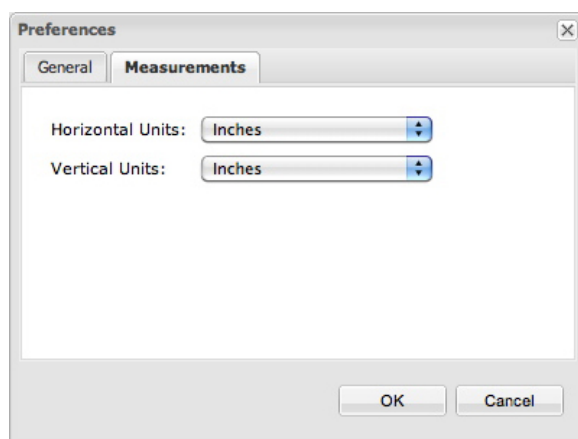 Preferences
General Measurements
Horizontal Units: Inches
Vertical Units: Inches
OK Cancel